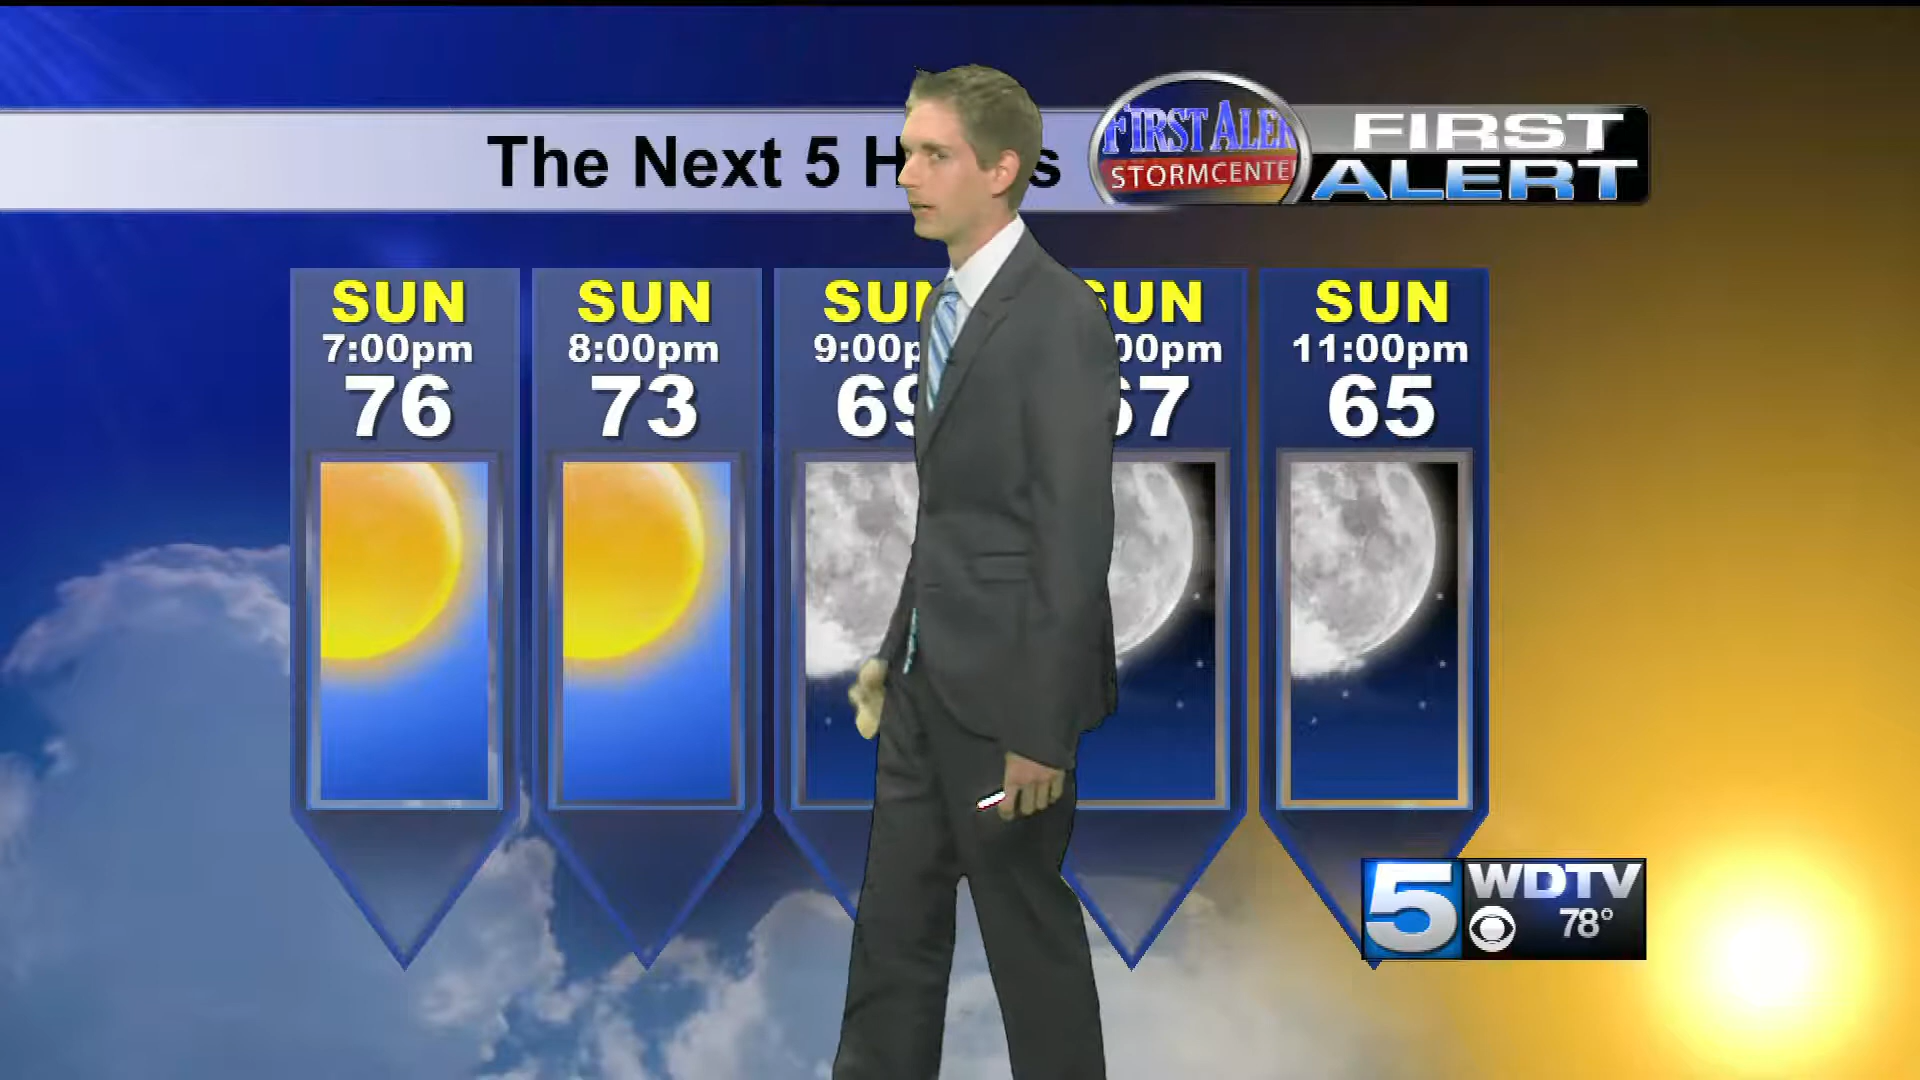 The Next 5
FIRST ALERT
STORMCENTE
FIRST
ALERT
SUN
7:00pm
76
SUN
8:00pm
73
SUN
9:00p
69
SUN
00pm
67
SUN
11:00pm
65
5 WDTV
78°